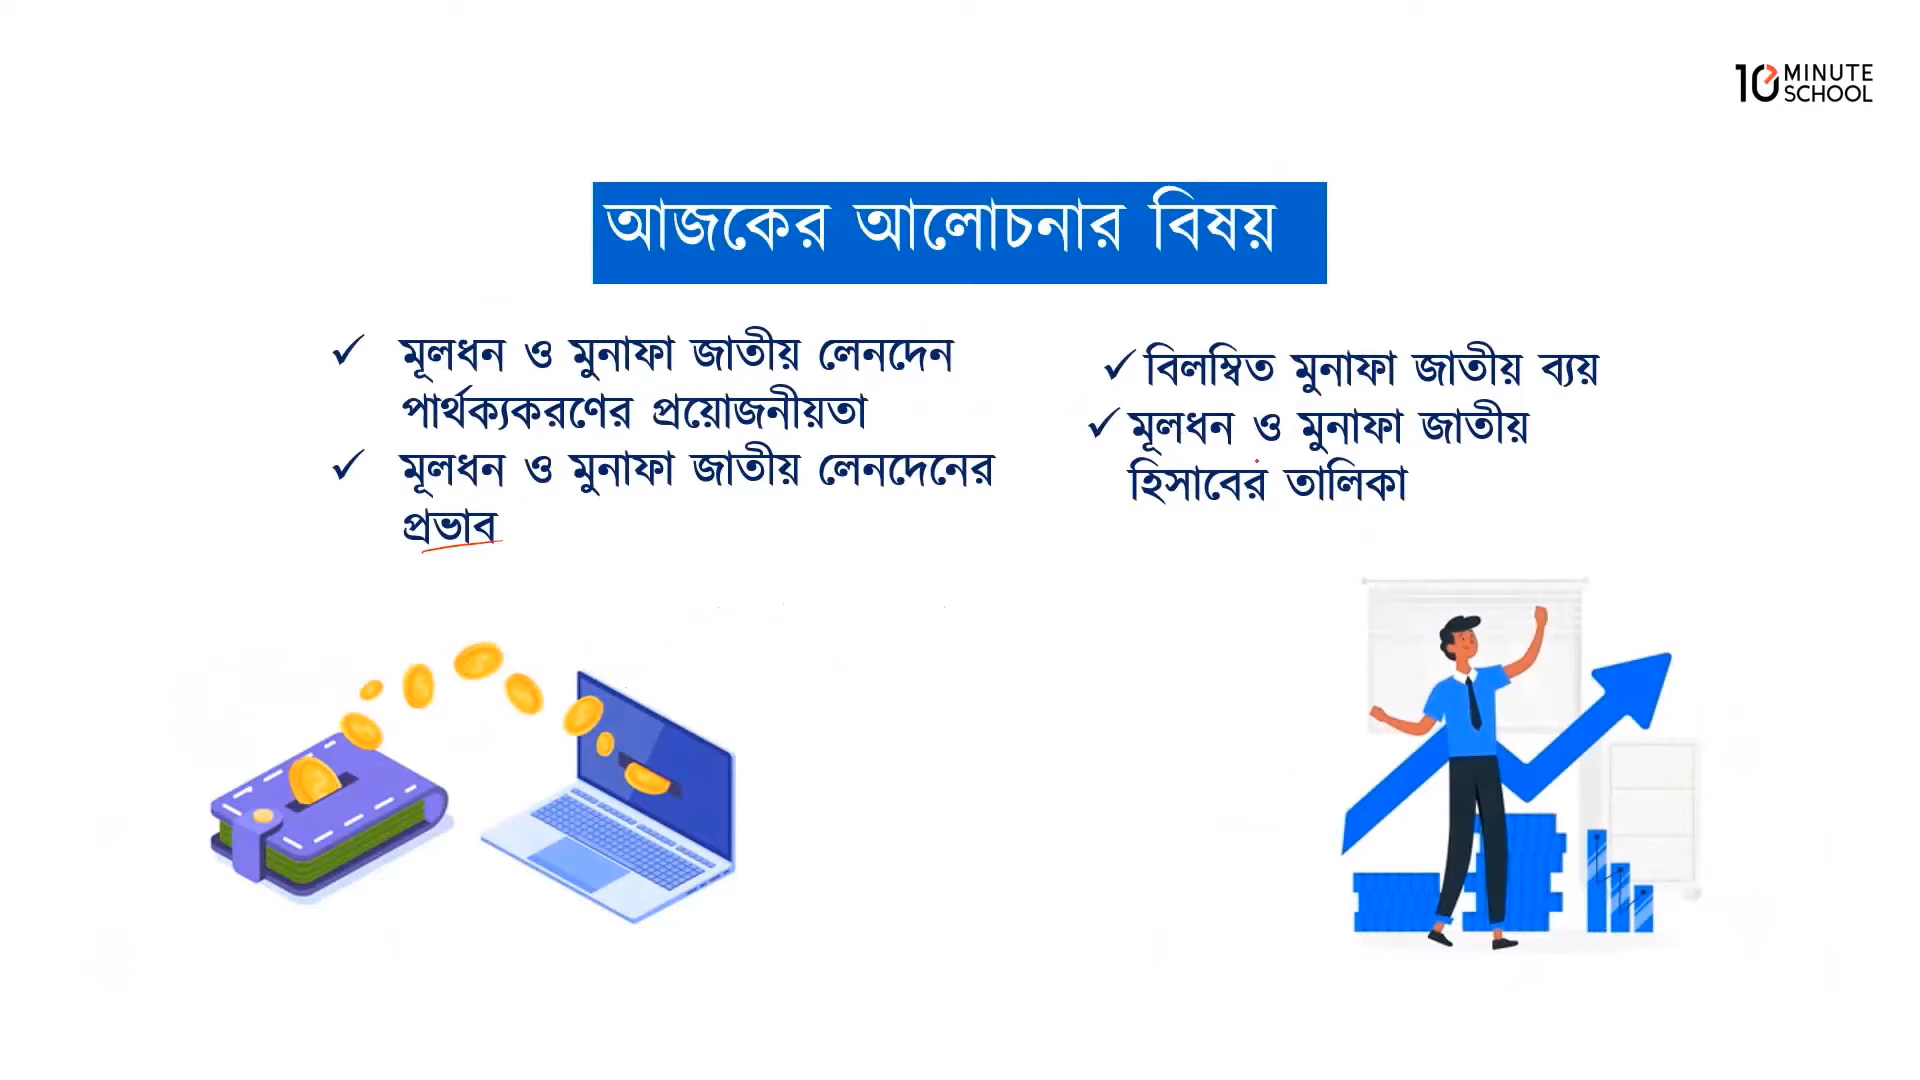 10 MINUTE
SCHOOL
আজকের আলোচনার বিষয়
✓ মূলধন ও মুনাফা জাতীয় লেনদেন
পার্থক্যকরণের প্রয়োজনীয়তা
✓ মূলধন ও মুনাফা জাতীয় লেনদেনের
প্রভাব
✓ বিলম্বিত মুনাফা জাতীয় ব্যয়
✓ মূলধন ও মুনাফা জাতীয়
হিসাবের তালিকা